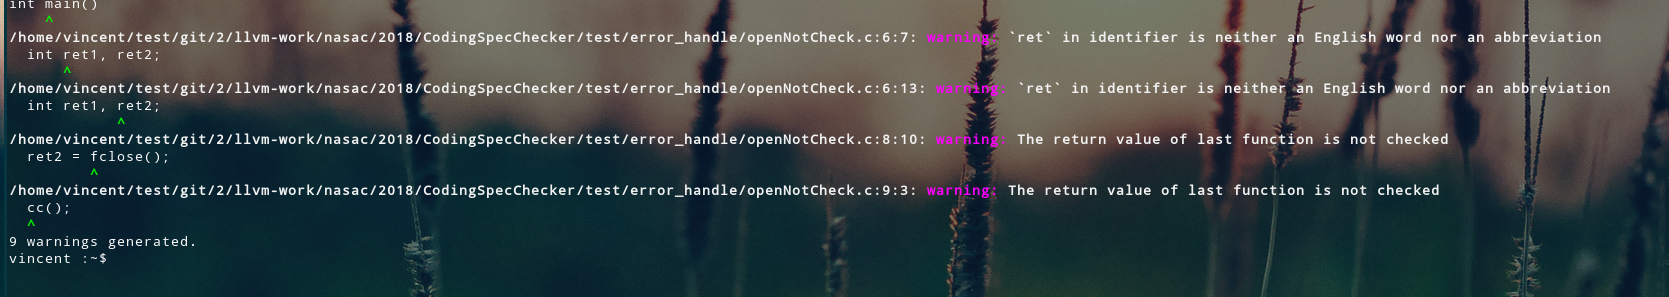 int main()
^
/home/vincent/test/git/2/llvm-work/nasac/2018/CodingSpecChecker/test/error_handle/openNotCheck.c:6:7: warning: `ret` in identifier is neither an English word nor an abbreviation
int ret1, ret2;
^
/home/vincent/test/git/2/llvm-work/nasac/2018/CodingSpecChecker/test/error_handle/openNotCheck.c:6:13: warning: `ret` in identifier is neither an English word nor an abbreviation
int ret1, ret2;
^
/home/vincent/test/git/2/llvm-work/nasac/2018/CodingSpecChecker/test/error_handle/openNotCheck.c:8:10: warning: The return value of last function is not checked
ret2 = fclose();
^
/home/vincent/test/git/2/llvm-work/nasac/2018/CodingSpecChecker/test/error_handle/openNotCheck.c:9:3: warning: The return value of last function is not checked
cc();
^
9 warnings generated.
vincent :~$